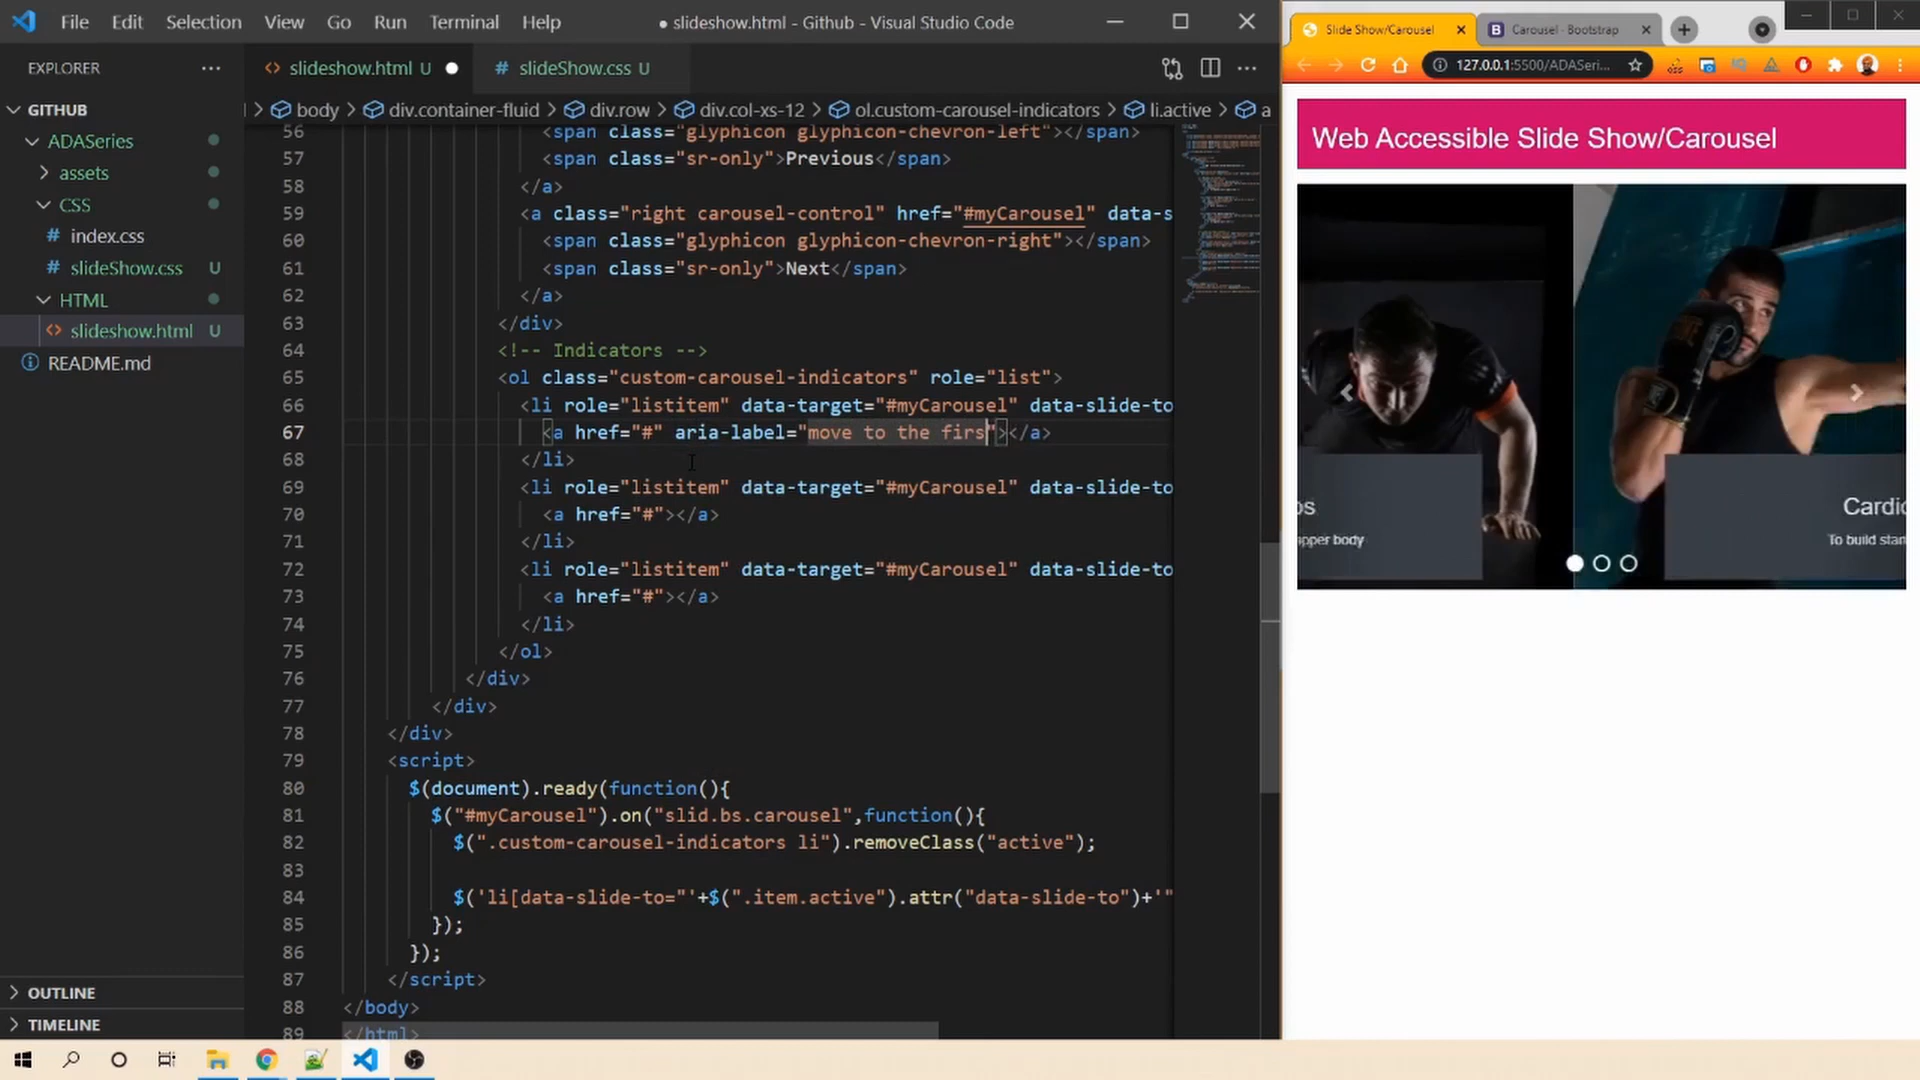 File Edit Selection View Go Run Terminal Help
● slideshow.html - Github - Visual Studio Code
EXPLORER ···
GITHUB
ADASeries
assets
CSS
# index.css
# slideShow.css U
HTML
<> slideshow.html U
README.md
OUTLINE
TIMELINE
<> slideshow.html U ●
# slideShow.css U
> body > div.container-fluid > div.row > div.col-xs-12 > ol.custom-carousel-indicators > li.active > a
56 <span class="glyphicon glyphicon-chevron-left"></span>
57 <span class="sr-only">Previous</span>
58 </a>
59 <a class="right carousel-control" href="#myCarousel" data-s
60 <span class="glyphicon glyphicon-chevron-right"></span>
61 <span class="sr-only">Next</span>
62 </a>
63 </div>
64 <!-- Indicators -->
65 <ol class="custom-carousel-indicators" role="list">
66 <li role="listitem" data-target="#myCarousel" data-slide-to
67 <a href="#" aria-label="move to the firs"></a>
68 </li>
69 <li role="listitem" data-target="#myCarousel" data-slide-to
70 <a href="#"></a>
71 </li>
72 <li role="listitem" data-target="#myCarousel" data-slide-to
73 <a href="#"></a>
74 </li>
75 </ol>
76 </div>
77 </div>
78 </div>
79 <script>
80 $(document).ready(function(){
81 $("#myCarousel").on("slid.bs.carousel",function(){
82 $(".custom-carousel-indicators li").removeClass("active");
83
84 $('li[data-slide-to="'+$(".item.active").attr("data-slide-to")+'"
85 });
86 });
87 </script>
88 </body>
89 </html>
Slide Show/Carousel
B Carousel · Bootstrap
127.0.0.1:5500/ADASeri...
Web Accessible Slide Show/Carousel
os
pper body
Cardio
To build stam